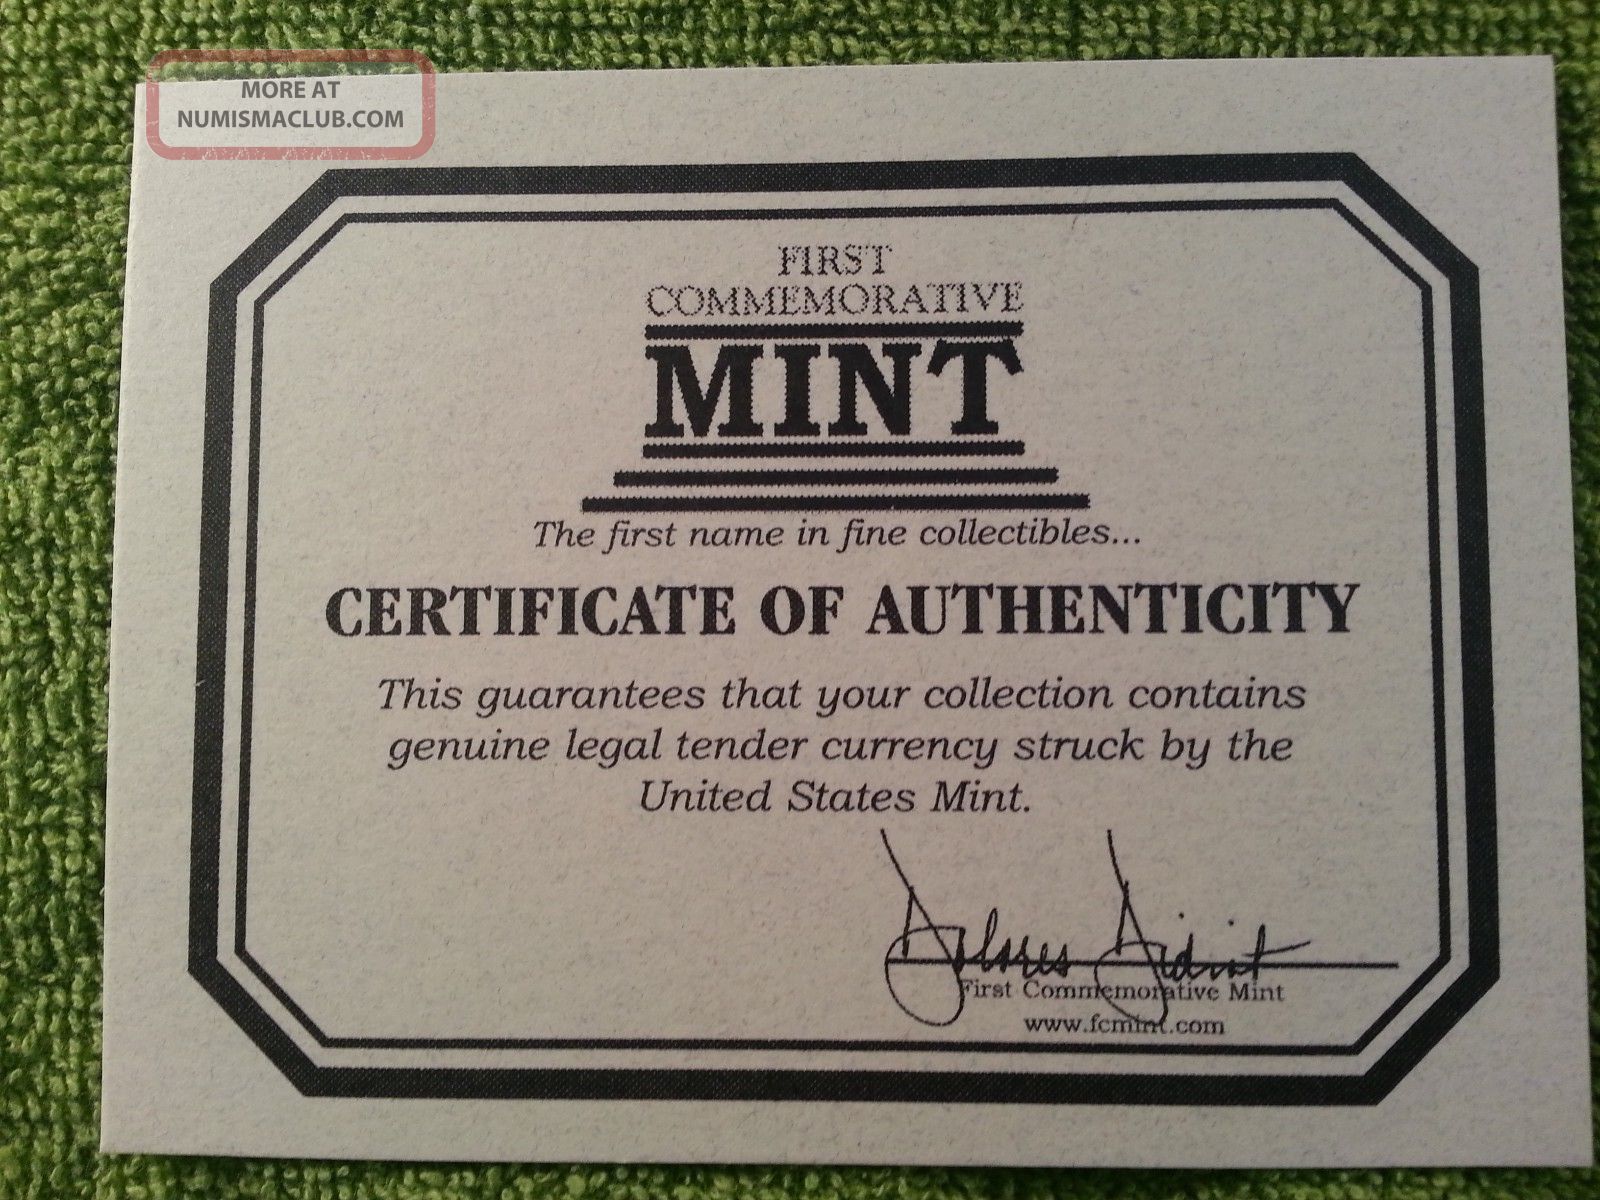 MORE AT
NUMISMACLUB.COM
FIRST
COMMEMORATIVE
MINT
The first name in fine collectibles...
CERTIFICATE OF AUTHENTICITY
This guarantees that your collection contains
genuine legal tender currency struck by the
United States Mint.
Dolores
First Commemorative Mint
www.fcmint.com